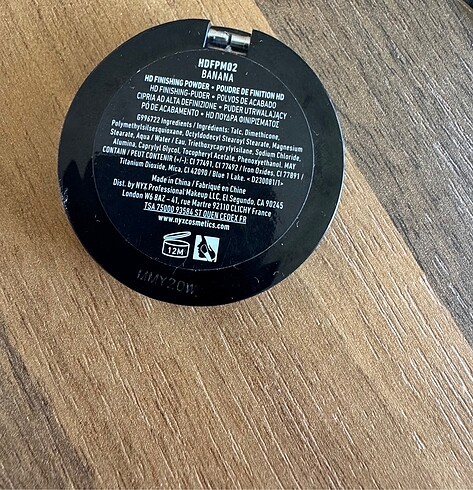 HDFPM02
BANANA
HD FINISHING POWDER • POUDRE DE FINITION HD
HD FINISHING-PUDER • POLVOS DE ACABADO
CIPRIA AD ALTA DEFINIZIONE • PUDER UTRWALAJĄCY
PÓ DE ACABAMENTO • HD ΠΟΥΔΡΑ ΦΙΝΙΡΙΣΜΑΤΟΣ
G996722 Ingredients / Ingrédients: Talc, Dimethicone,
Polymethylsilsesquioxane, Octyldodecyl Stearoyl Stearate, Magnesium
Stearate, Aqua / Water / Eau, Triethoxycaprylylsilane, Sodium Chloride,
Alumina, Caprylyl Glycol, Tocopheryl Acetate, Phenoxyethanol. MAY
CONTAIN / PEUT CONTENIR (+/-): CI 77491, CI 77492 / Iron Oxides, CI 77891 /
Titanium Dioxide, Mica, CI 42090 / Blue 1 Lake. <D230081/1>
Made in China / Fabriqué en Chine
Dist. by NYX Professional Makeup LLC, El Segundo, CA 90245
London W6 8AZ – 41, rue Martre 92110 CLICHY France
TSA 75000 93584 ST OUEN CEDEX.FR
www.nyxcosmetics.com
12M
MMY20W